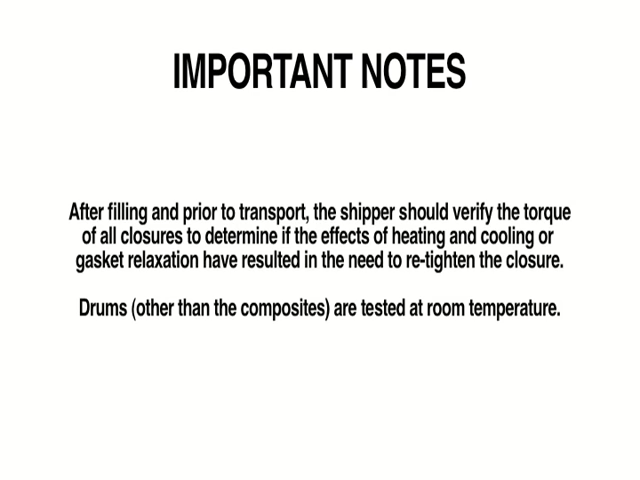 IMPORTANT NOTES
After filling and prior to transport, the shipper should verify the torque
of all closures to determine if the effects of heating and cooling or
gasket relaxation have resulted in the need to re-tighten the closure.
Drums (other than the composites) are tested at room temperature.